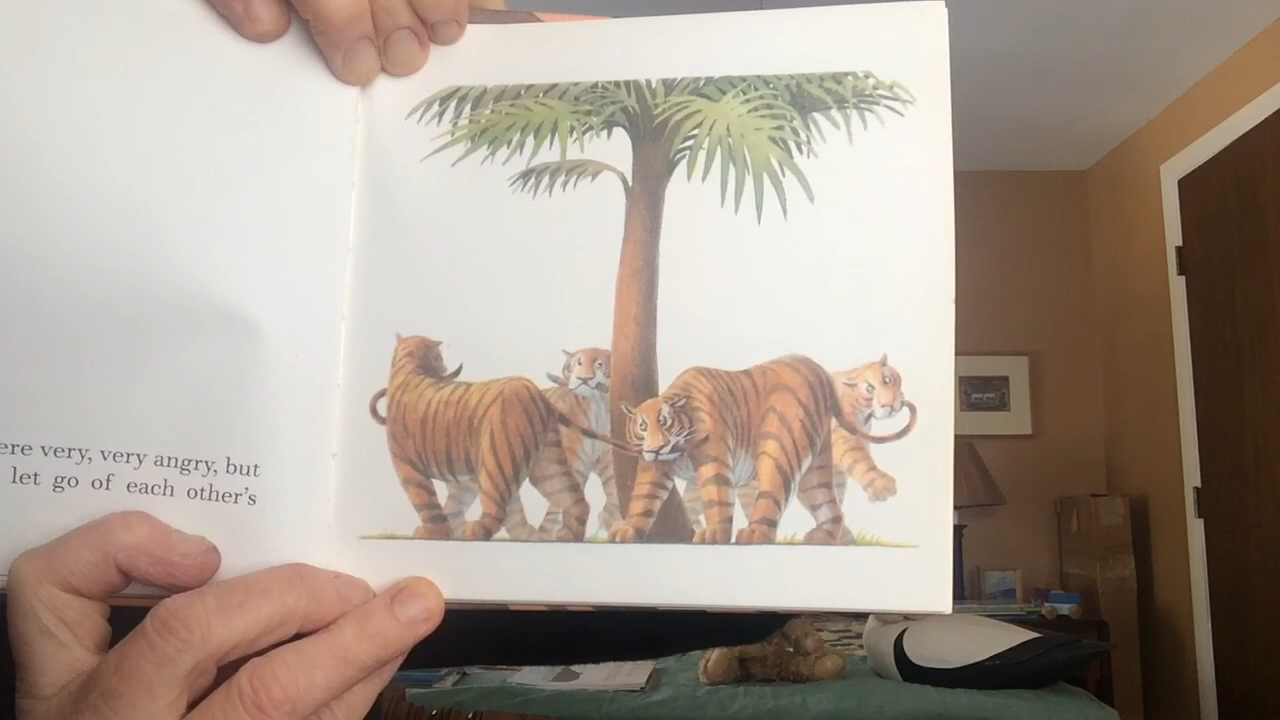 ere very, very angry, but
let go of each other's